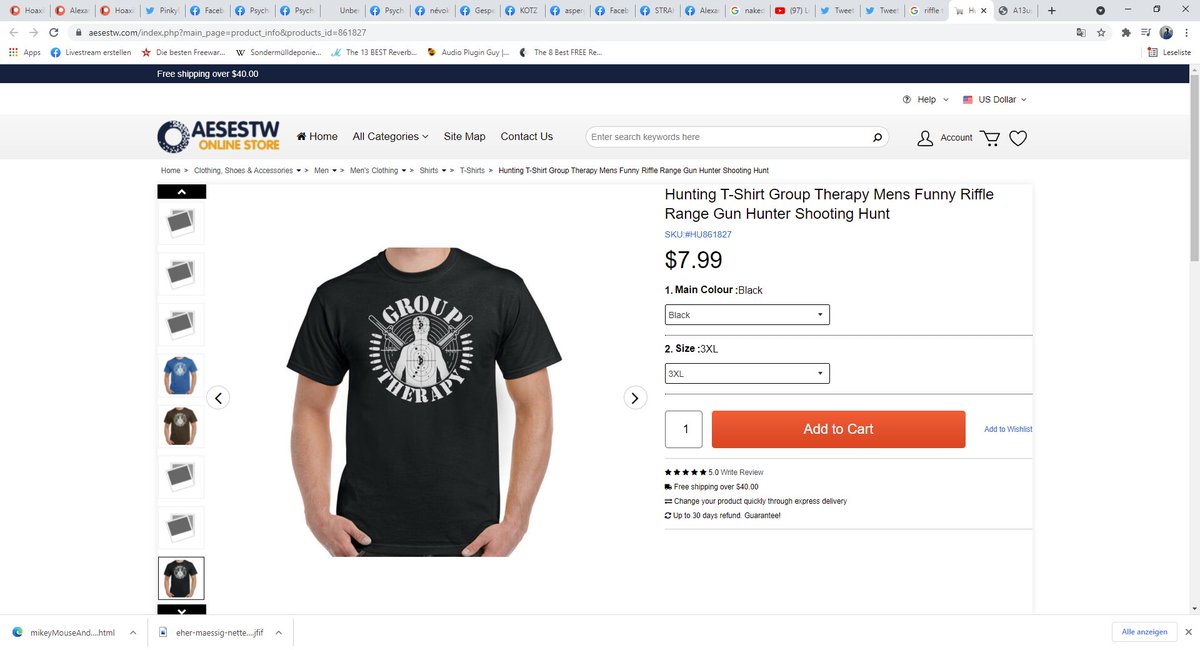 Hoax
Alexa
Hoax
Pinky
Faceb
Psych
Psych
Unbe
Psych
névol
Gesp
KOTZ
asper
Faceb
STRA
Alexa
naked
(97) L
Tweet
Tweet
riffle t
H
A13u
aesestw.com/index.php?main_page=product_info&products_id=861827
Apps
Livestream erstellen
Die besten Freewar...
Sondermülldeponie...
The 13 BEST Reverb...
Audio Plugin Guy |...
The 8 Best FREE Re...
Leseliste
Free shipping over $40.00
Help
US Dollar
AESESTW
ONLINE STORE
Home
All Categories
Site Map
Contact Us
Enter search keywords here
Account
Home > Clothing, Shoes & Accessories > Men > Men's Clothing > Shirts > T-Shirts > Hunting T-Shirt Group Therapy Mens Funny Riffle Range Gun Hunter Shooting Hunt
GROUP
THERAPY
Hunting T-Shirt Group Therapy Mens Funny Riffle
Range Gun Hunter Shooting Hunt
SKU:#HU861827
$7.99
1. Main Colour :Black
Black
2. Size :3XL
3XL
1
Add to Cart
Add to Wishlist
5.0 Write Review
Free shipping over $40.00
Change your product quickly through express delivery
Up to 30 days refund. Guarantee!
mikeyMouseAnd....html
eher-maessig-nette....jfif
Alle anzeigen